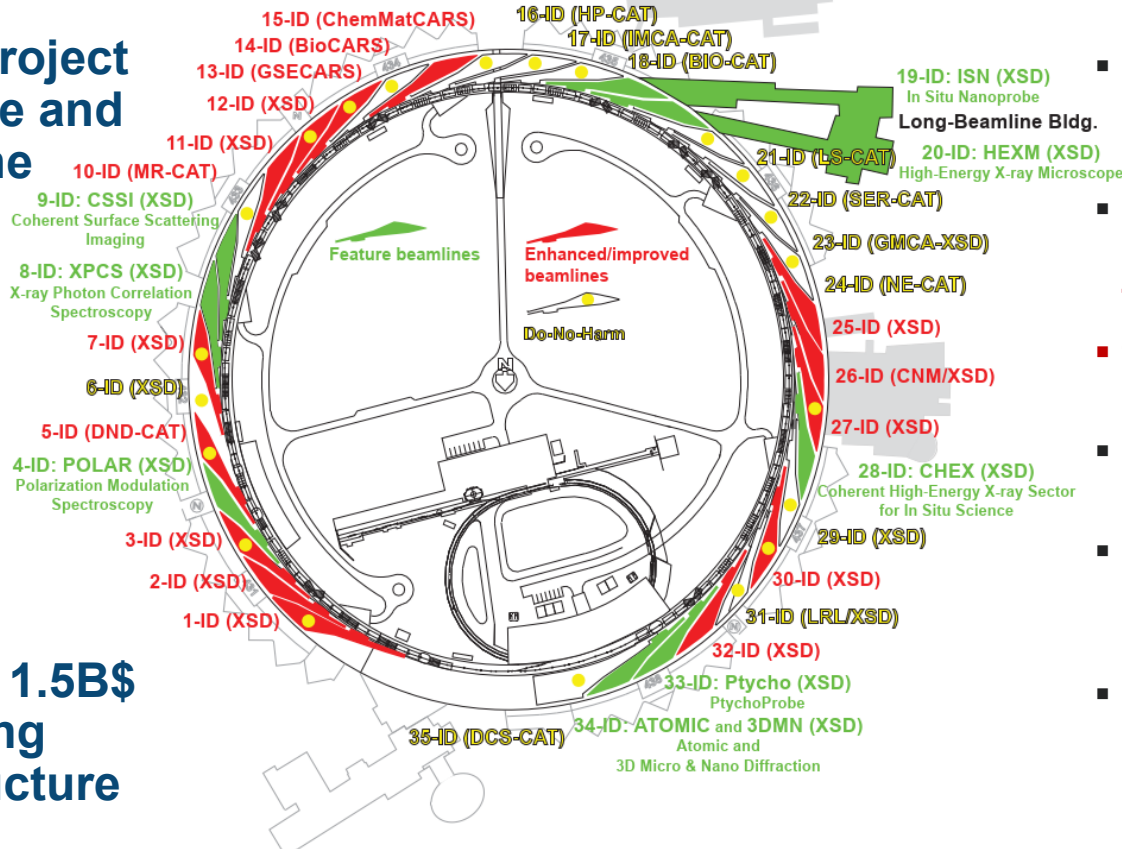 roject
e and
ne
1.5B$
ng
ucture
15-ID (ChemMatCARS)
14-ID (BioCARS)
13-ID (GSECARS)
12-ID (XSD)
11-ID (XSD)
10-ID (MR-CAT)
9-ID: CSSI (XSD)
Coherent Surface Scattering
Imaging
8-ID: XPCS (XSD)
X-ray Photon Correlation
Spectroscopy
7-ID (XSD)
6-ID (XSD)
5-ID (DND-CAT)
4-ID: POLAR (XSD)
Polarization Modulation
Spectroscopy
3-ID (XSD)
2-ID (XSD)
1-ID (XSD)
16-ID (HP-CAT)
17-ID (IMCA-CAT)
18-ID (BIO-CAT)
19-ID: ISN (XSD)
In Situ Nanoprobe
Long-Beamline Bldg.
20-ID: HEXM (XSD)
High-Energy X-ray Microscope
21-ID (LS-CAT)
22-ID (SER-CAT)
23-ID (GMCA-XSD)
24-ID (NE-CAT)
25-ID (XSD)
26-ID (CNM/XSD)
27-ID (XSD)
28-ID: CHEX (XSD)
Coherent High-Energy X-ray Sector
for In Situ Science
29-ID (XSD)
30-ID (XSD)
31-ID (LRL/XSD)
32-ID (XSD)
33-ID: Ptycho (XSD)
PtychoProbe
34-ID: ATOMIC and 3DMN (XSD)
Atomic and
3D Micro & Nano Diffraction
35-ID (DCS-CAT)
Feature beamlines
Enhanced/improved
beamlines
Do-No-Harm
N
434
435
433
437
438
N
N